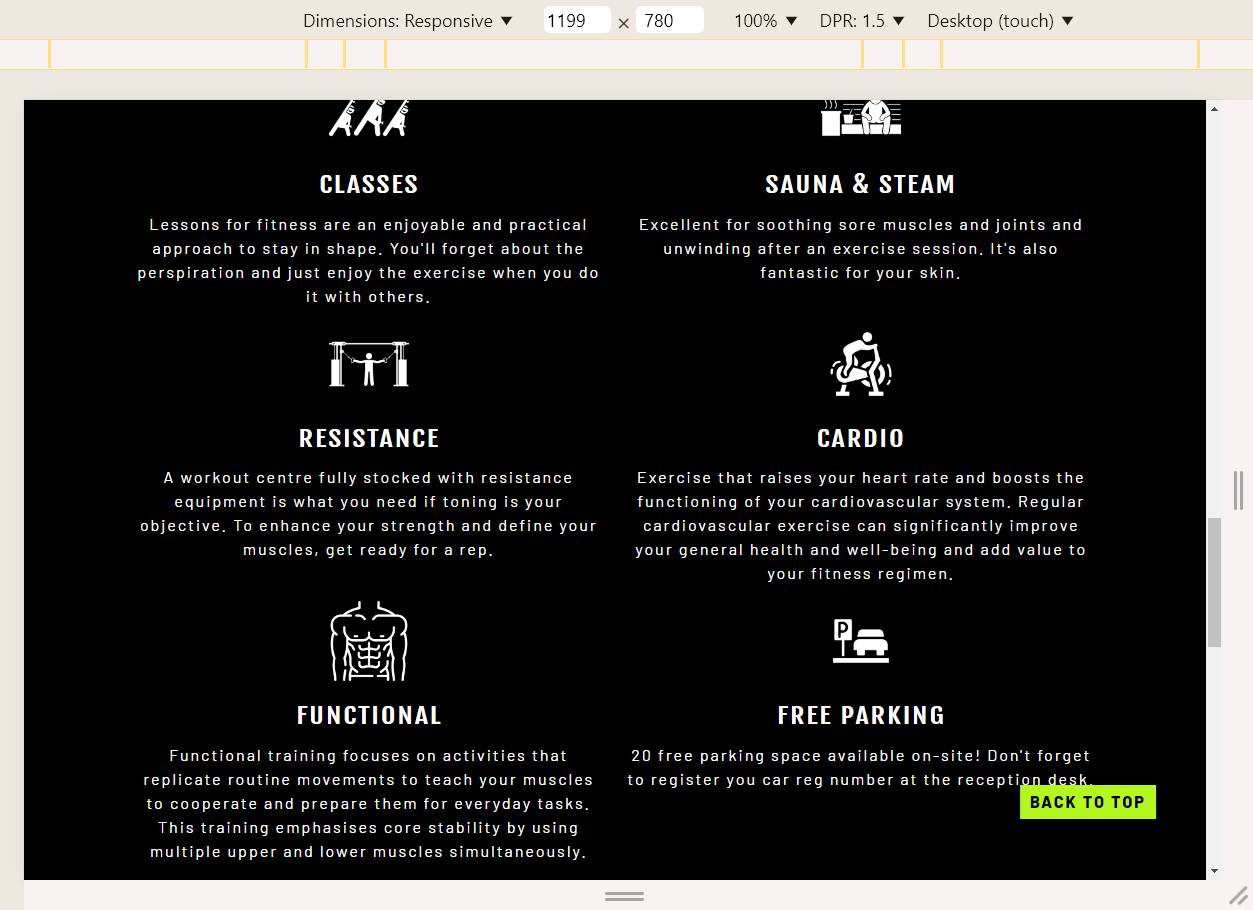 Dimensions: Responsive ▼ 1199 × 780 100% ▼ DPR: 1.5 ▼ Desktop (touch) ▼
CLASSES
Lessons for fitness are an enjoyable and practical
approach to stay in shape. You'll forget about the
perspiration and just enjoy the exercise when you do
it with others.
SAUNA & STEAM
Excellent for soothing sore muscles and joints and
unwinding after an exercise session. It's also
fantastic for your skin.
RESISTANCE
A workout centre fully stocked with resistance
equipment is what you need if toning is your
objective. To enhance your strength and define your
muscles, get ready for a rep.
CARDIO
Exercise that raises your heart rate and boosts the
functioning of your cardiovascular system. Regular
cardiovascular exercise can significantly improve
your general health and well-being and add value to
your fitness regimen.
FUNCTIONAL
Functional training focuses on activities that
replicate routine movements to teach your muscles
to cooperate and prepare them for everyday tasks.
This training emphasises core stability by using
multiple upper and lower muscles simultaneously.
P
FREE PARKING
20 free parking space available on-site! Don't forget
to register you car reg number at the reception desk.
BACK TO TOP